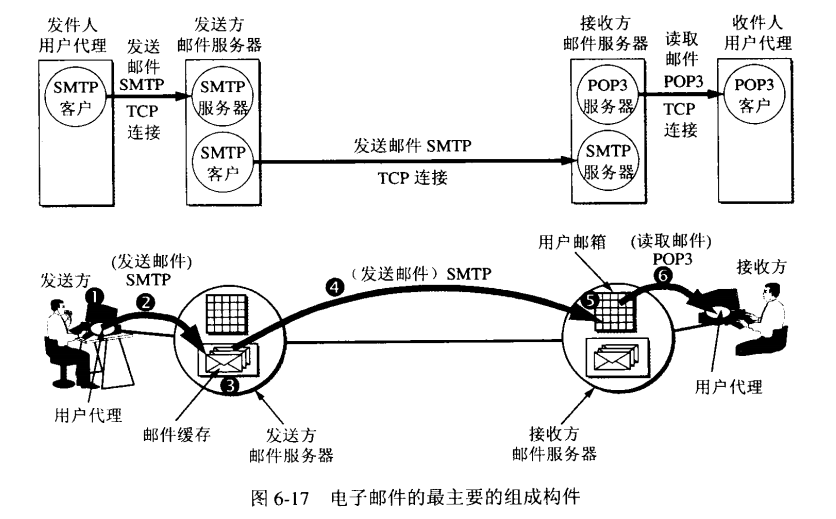 发件人
用户代理
发送
邮件
SMTP
TCP
连接
发送方
邮件服务器
接收方
邮件服务器
读取
邮件
POP3
TCP
连接
收件人
用户代理
SMTP
客户
SMTP
服务器
SMTP
客户
发送邮件 SMTP
TCP 连接
POP3
服务器
SMTP
服务器
POP3
客户
发送方
(发送邮件)
SMTP
❶
❷
❸
❹
(发送邮件) SMTP
用户邮箱
(读取邮件)
POP3
❺
❻
接收方
用户代理
邮件缓存
发送方
邮件服务器
接收方
邮件服务器
用户代理
图 6-17 电子邮件的最主要的组成构件